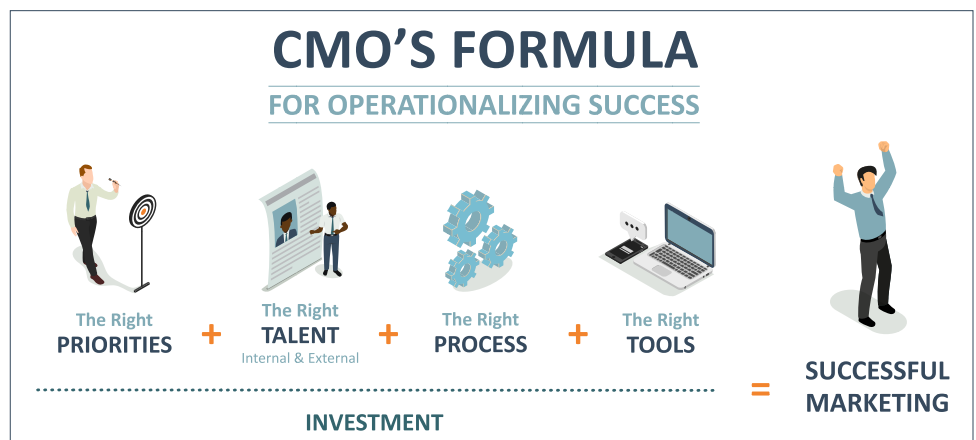 CMO'S FORMULA
FOR OPERATIONALIZING SUCCESS
The Right
PRIORITIES
+
The Right
TALENT
Internal & External
+
The Right
PROCESS
+
The Right
TOOLS
INVESTMENT
=
SUCCESSFUL
MARKETING